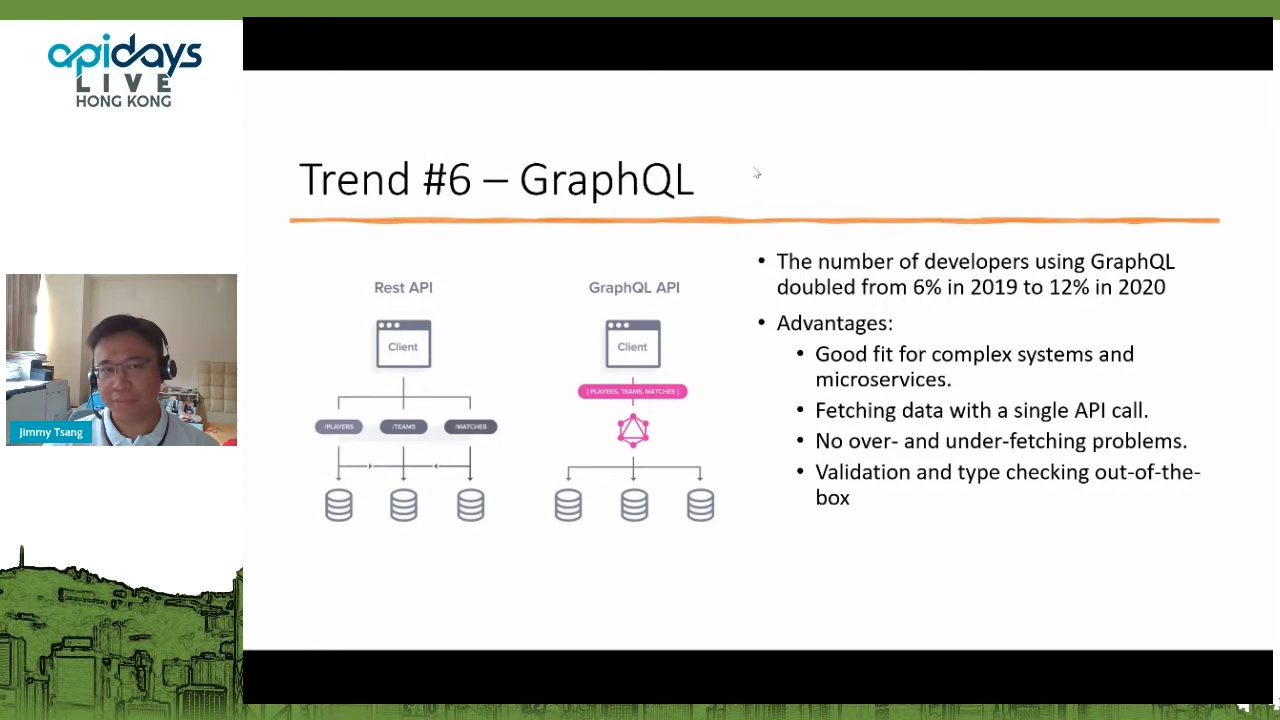 apidays
LIVE
HONG KONG
Trend #6 – GraphQL
Rest API
GraphQL API
Client
Client
/PLAYERS
/TEAMS
/MATCHES
{ PLAYERS, TEAMS, MATCHES }
• The number of developers using GraphQL
doubled from 6% in 2019 to 12% in 2020
• Advantages:
• Good fit for complex systems and
microservices.
• Fetching data with a single API call.
• No over- and under-fetching problems.
• Validation and type checking out-of-the-
box
Jimmy Tsang